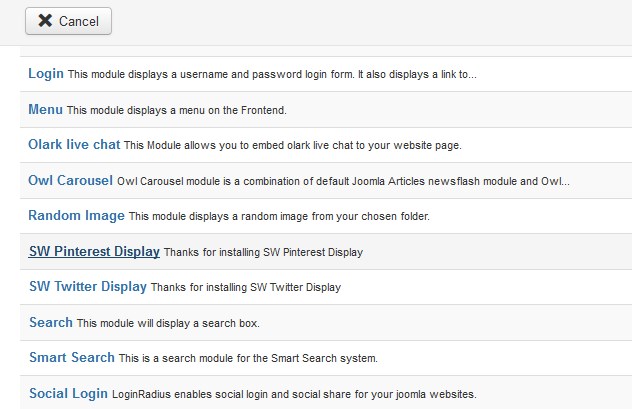 Cancel
Login This module displays a username and password login form. It also displays a link to...
Menu This module displays a menu on the Frontend.
Olark live chat This Module allows you to embed olark live chat to your website page.
Owl Carousel Owl Carousel module is a combination of default Joomla Articles newsflash module and Owl...
Random Image This module displays a random image from your chosen folder.
SW Pinterest Display Thanks for installing SW Pinterest Display
SW Twitter Display Thanks for installing SW Twitter Display
Search This module will display a search box.
Smart Search This is a search module for the Smart Search system.
Social Login LoginRadius enables social login and social share for your joomla websites.